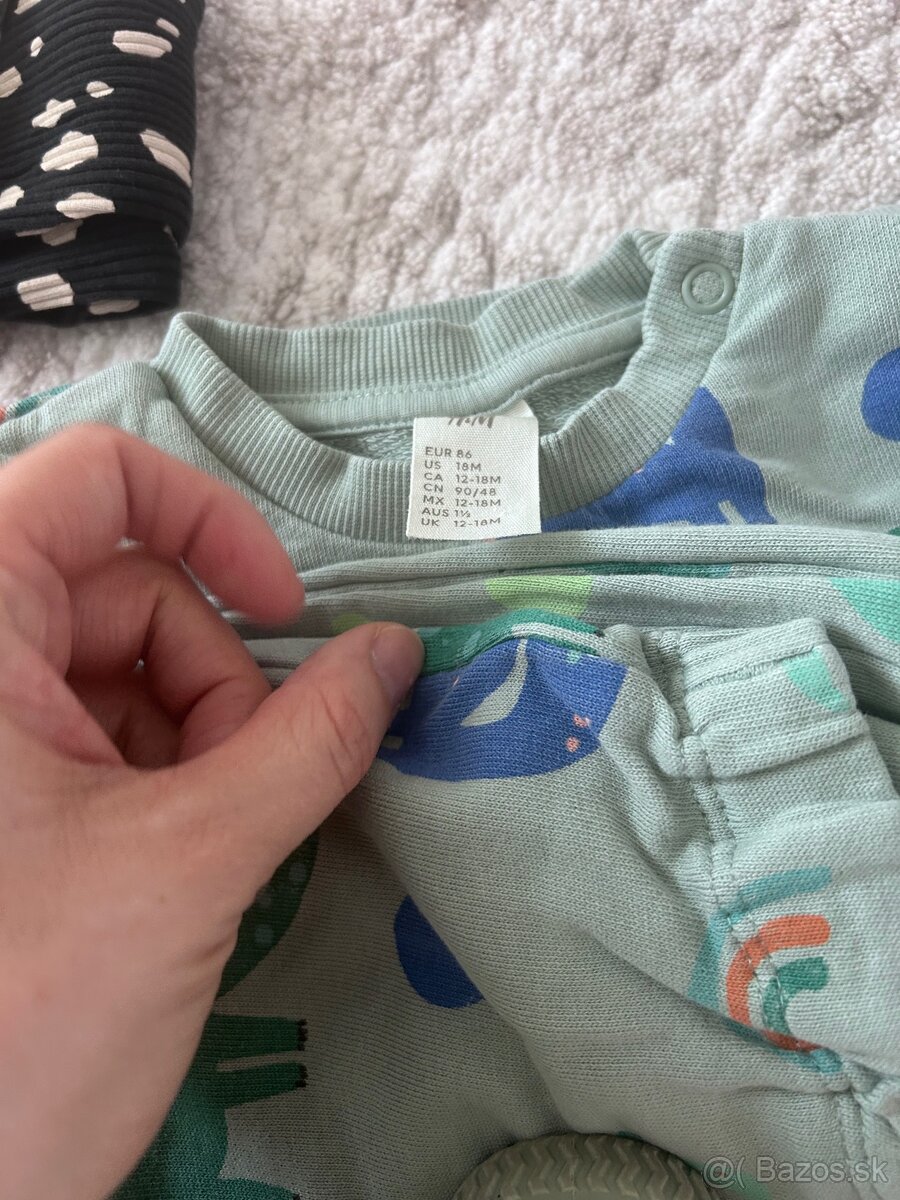 H&M
EUR 86
US 18M
CA 12-18M
CN 90/48
MX 12-18M
AUS 1½
UK 12-18M
@( Bazos.sk